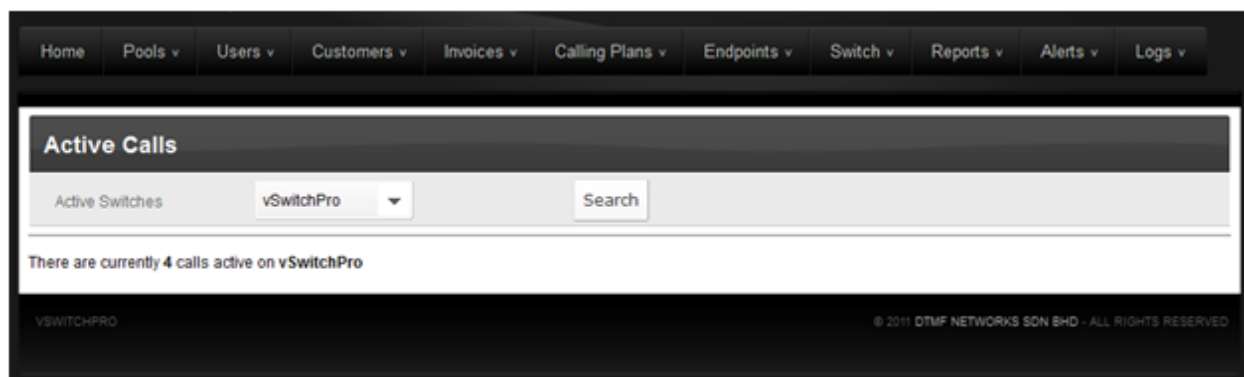 Home Pools v Users v Customers v Invoices v Calling Plans v Endpoints v Switch v Reports v Alerts v Logs v
Active Calls
Active Switches vSwitchPro Search
There are currently 4 calls active on vSwitchPro
VSWITCHPRO © 2011 DTMF NETWORKS SDN BHD - ALL RIGHTS RESERVED